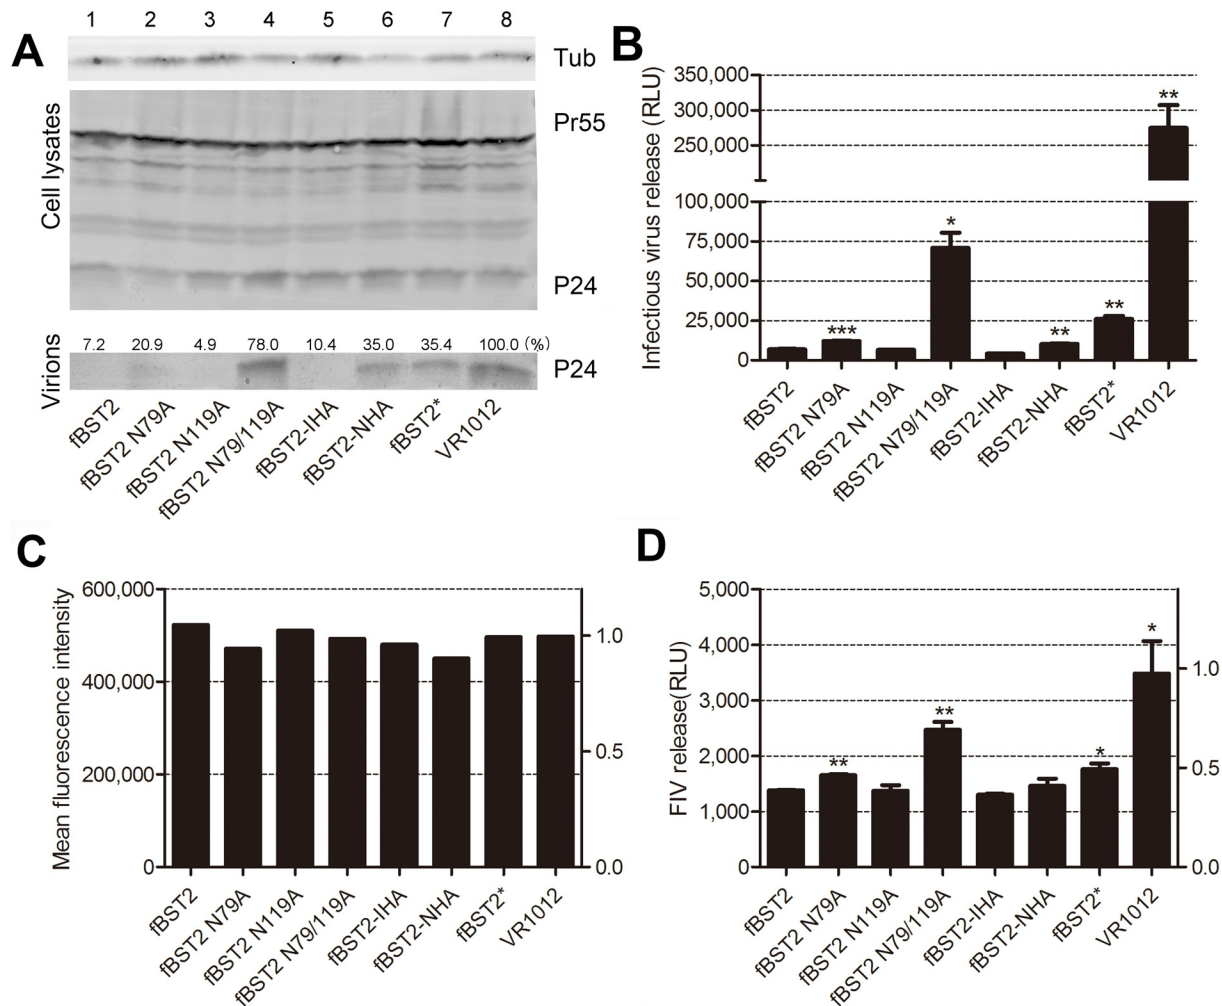 A
1 2 3 4 5 6 7 8
Tub
Cell lysates
Pr55
P24
Virions
7.2 20.9 4.9 78.0 10.4 35.0 35.4 100.0 (%)
P24
fBST2
fBST2 N79A
fBST2 N119A
fBST2 N79/119A
fBST2-IHA
fBST2-NHA
fBST2*
VR1012
B
Infectious virus release (RLU)
350,000
300,000
250,000
100,000
75,000
50,000
25,000
0
***
*
**
**
**
fBST2
fBST2 N79A
fBST2 N119A
fBST2 N79/119A
fBST2-IHA
fBST2-NHA
fBST2*
VR1012
C
Mean fluorescence intensity
600,000
400,000
200,000
0
1.0
0.5
0.0
fBST2
fBST2 N79A
fBST2 N119A
fBST2 N79/119A
fBST2-IHA
fBST2-NHA
fBST2*
VR1012
D
FIV release(RLU)
5,000
4,000
3,000
2,000
1,000
0
**
**
*
*
1.0
0.5
0.0
fBST2
fBST2 N79A
fBST2 N119A
fBST2 N79/119A
fBST2-IHA
fBST2-NHA
fBST2*
VR1012